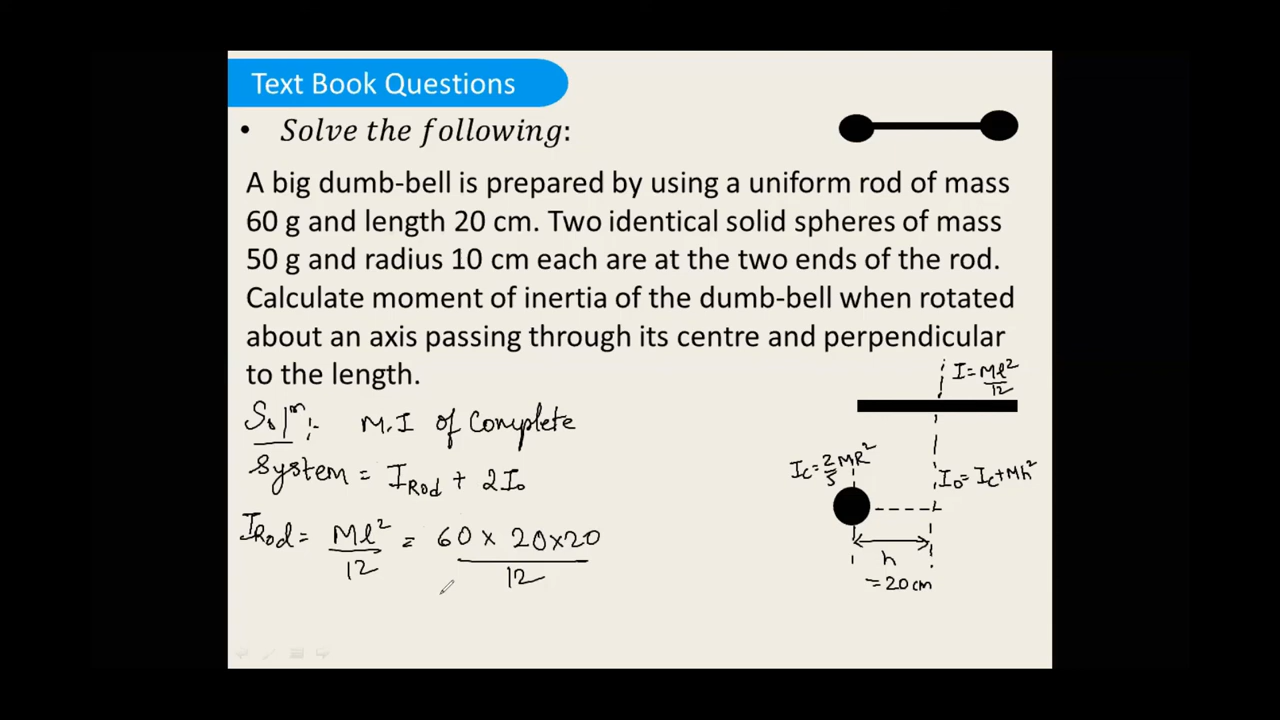 Text Book Questions
• Solve the following:
A big dumb-bell is prepared by using a uniform rod of mass
60 g and length 20 cm. Two identical solid spheres of mass
50 g and radius 10 cm each are at the two ends of the rod.
Calculate moment of inertia of the dumb-bell when rotated
about an axis passing through its centre and perpendicular
to the length.
I = Ml²/12
Solⁿ :- M.I of Complete
System = I_Rod + 2I₀
I_C = 2/5 MR²
I₀ = I_C + Mh²
I_Rod = Ml²/12 = 60 × 20×20/12
h
= 20 cm